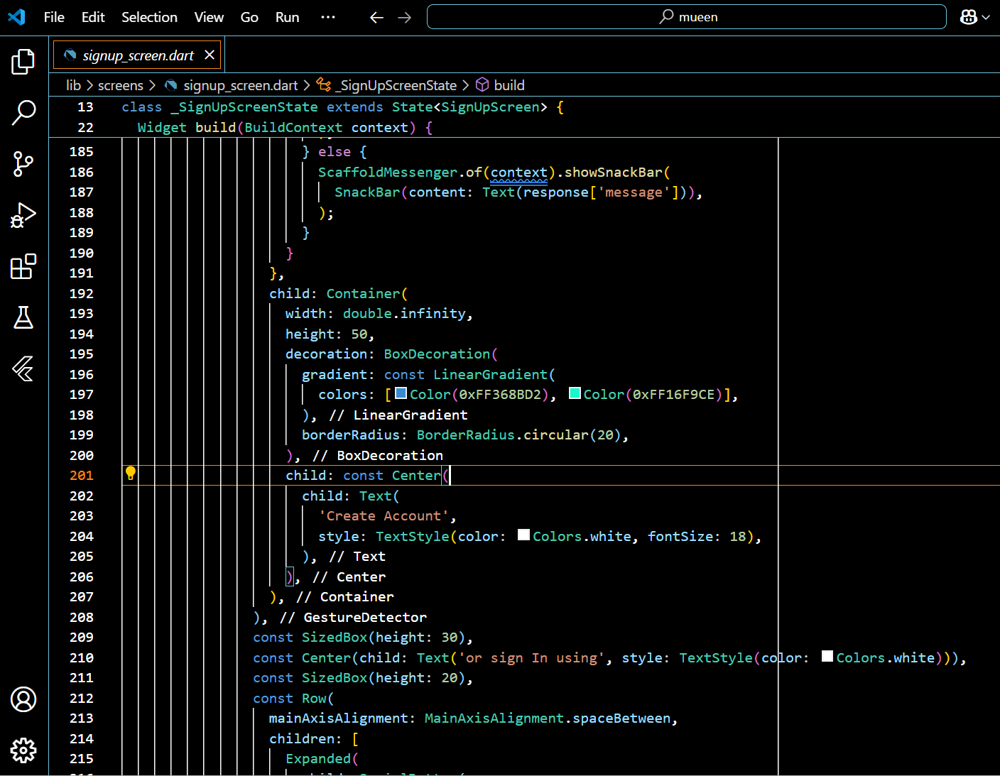 File Edit Selection View Go Run ··· mueen
signup_screen.dart
lib > screens > signup_screen.dart > _SignUpScreenState > build
13 class _SignUpScreenState extends State<SignUpScreen> {
22 Widget build(BuildContext context) {
185 } else {
186 ScaffoldMessenger.of(context).showSnackBar(
187 SnackBar(content: Text(response['message'])),
188 );
189 }
190 }
191 },
192 child: Container(
193 width: double.infinity,
194 height: 50,
195 decoration: BoxDecoration(
196 gradient: const LinearGradient(
197 colors: [Color(0xFF368BD2), Color(0xFF16F9CE)],
198 ), // LinearGradient
199 borderRadius: BorderRadius.circular(20),
200 ), // BoxDecoration
201 child: const Center(
202 child: Text(
203 'Create Account',
204 style: TextStyle(color: Colors.white, fontSize: 18),
205 ), // Text
206 ), // Center
207 ), // Container
208 ), // GestureDetector
209 const SizedBox(height: 30),
210 const Center(child: Text('or sign In using', style: TextStyle(color: Colors.white))),
211 const SizedBox(height: 20),
212 const Row(
213 mainAxisAlignment: MainAxisAlignment.spaceBetween,
214 children: [
215 Expanded(